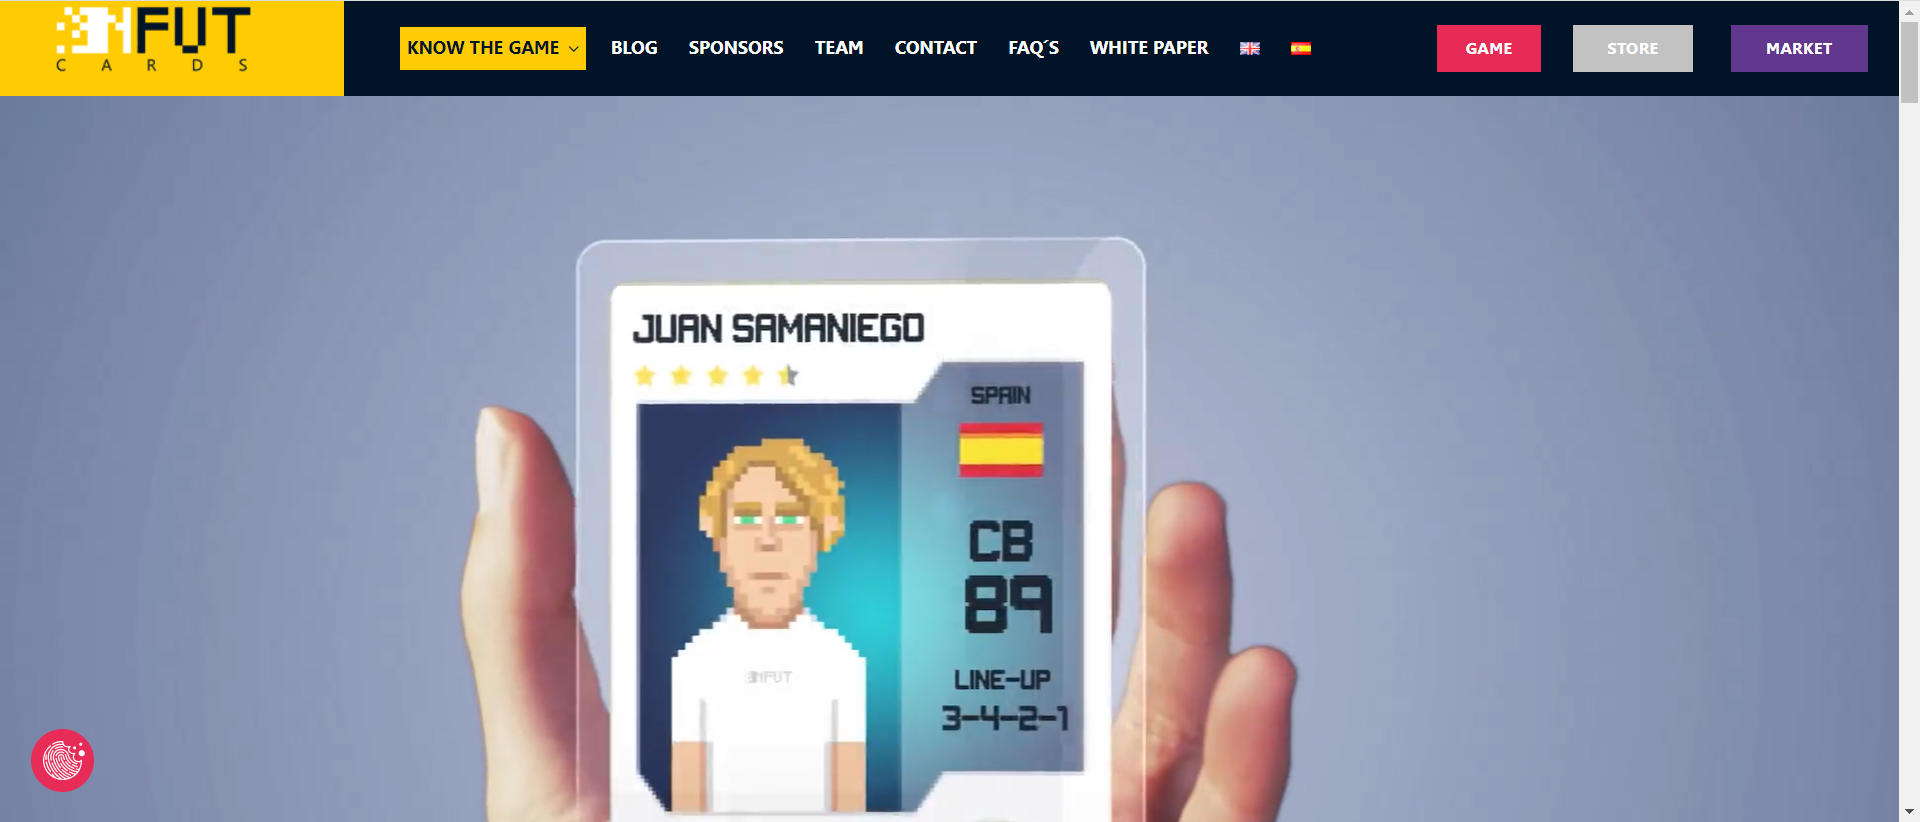 NFUT
CARDS
KNOW THE GAME
BLOG
SPONSORS
TEAM
CONTACT
FAQ´S
WHITE PAPER
GAME
STORE
MARKET
JUAN SAMANIEGO
SPAIN
CB
89
LINE-UP
3-4-2-1
NFUT